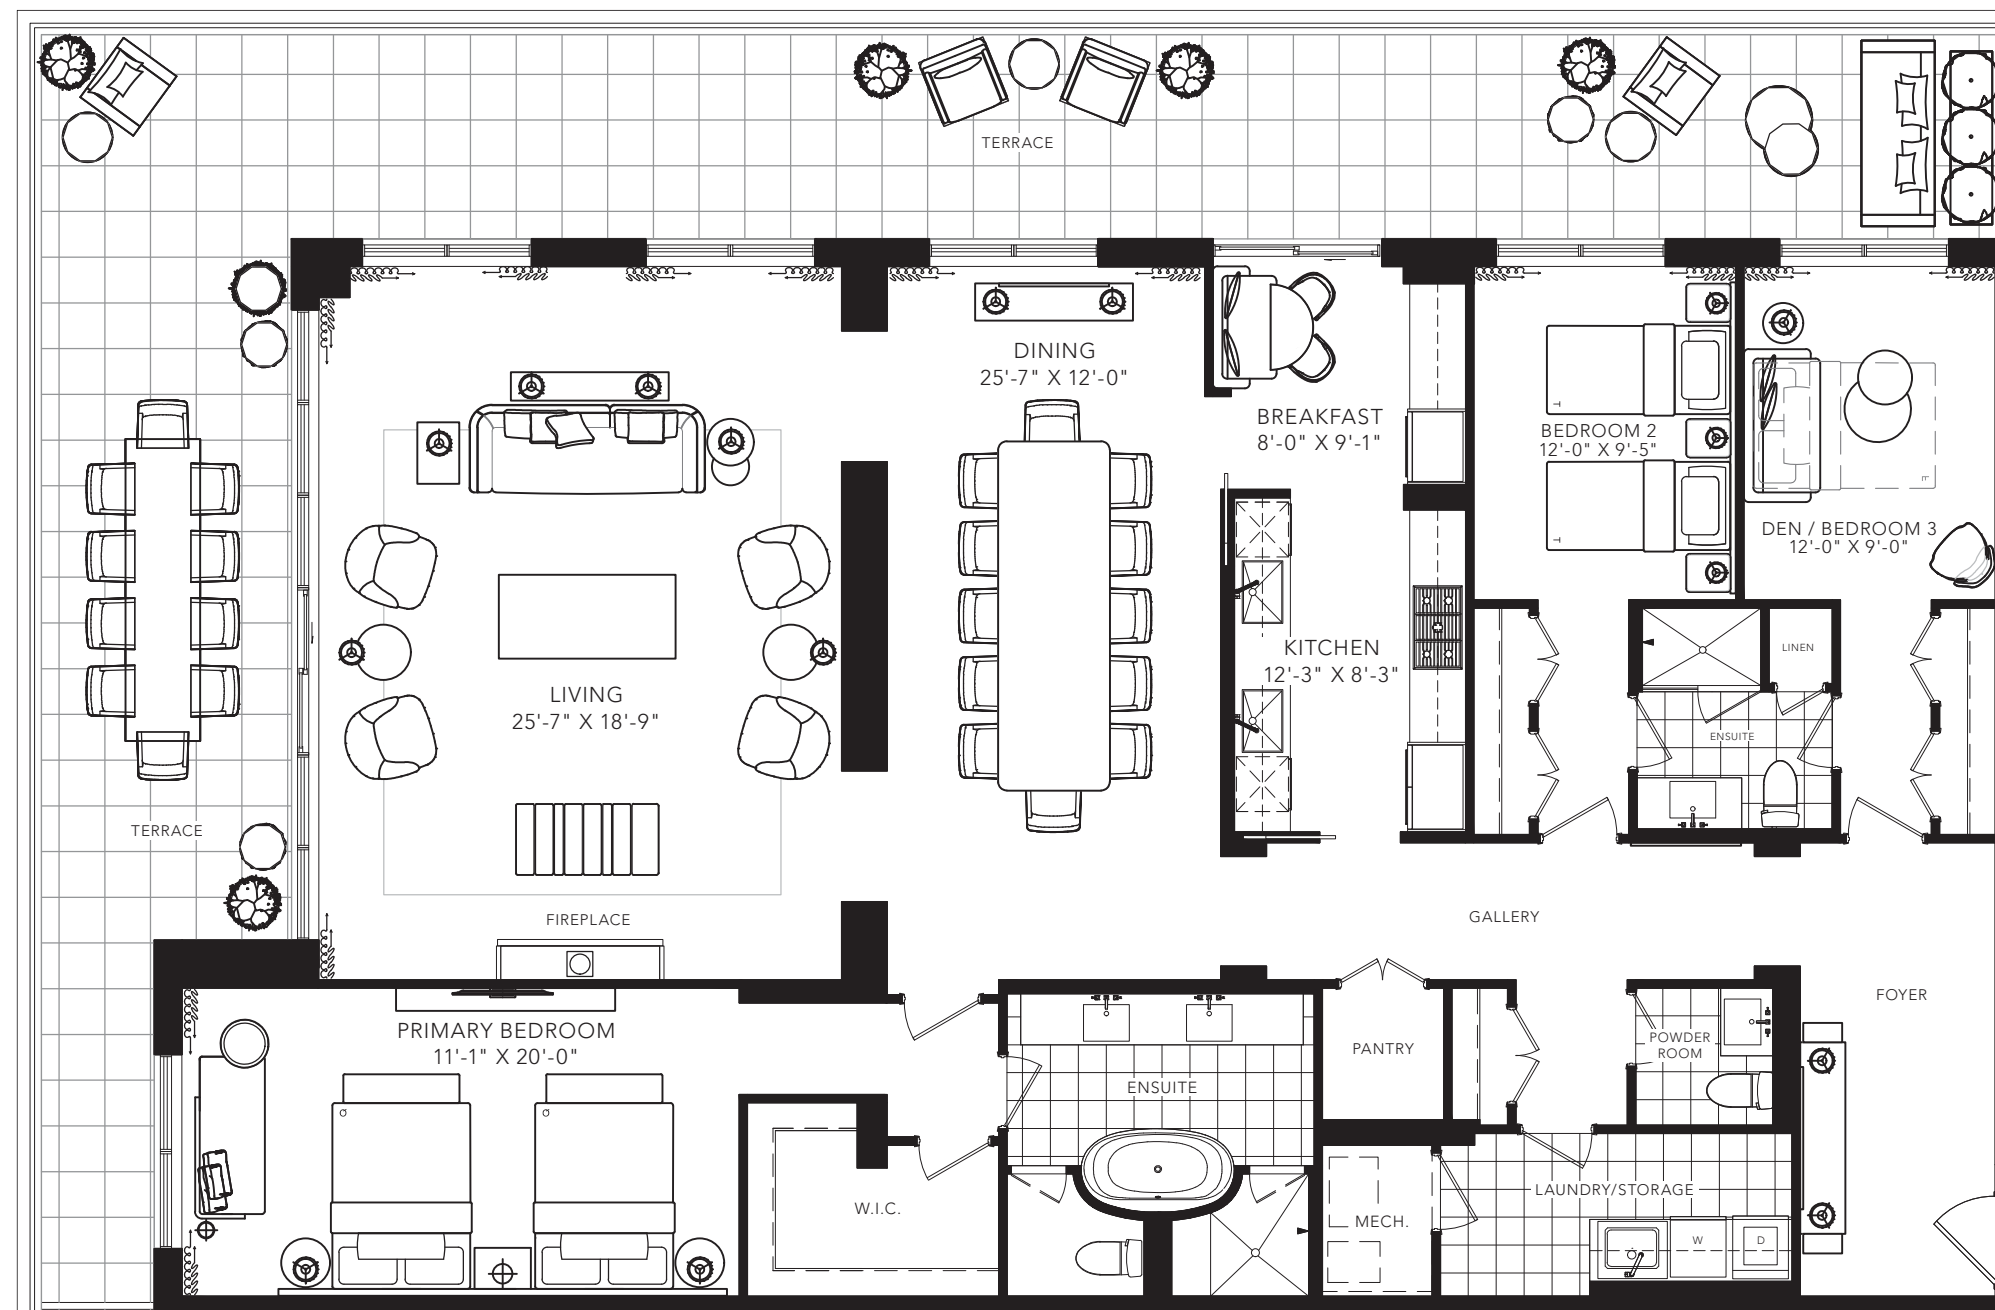 TERRACE
DINING
25'-7" X 12'-0"
BREAKFAST
8'-0" X 9'-1"
BEDROOM 2
12'-0" X 9'-5"
T
T
F
DEN / BEDROOM 3
12'-0" X 9'-0"
KITCHEN
12'-3" X 8'-3"
LINEN
LIVING
25'-7" X 18'-9"
ENSUITE
TERRACE
FIREPLACE
GALLERY
FOYER
PRIMARY BEDROOM
11'-1" X 20'-0"
PANTRY
POWDER
ROOM
ENSUITE
LAUNDRY/STORAGE
W.I.C.
MECH.
W
D